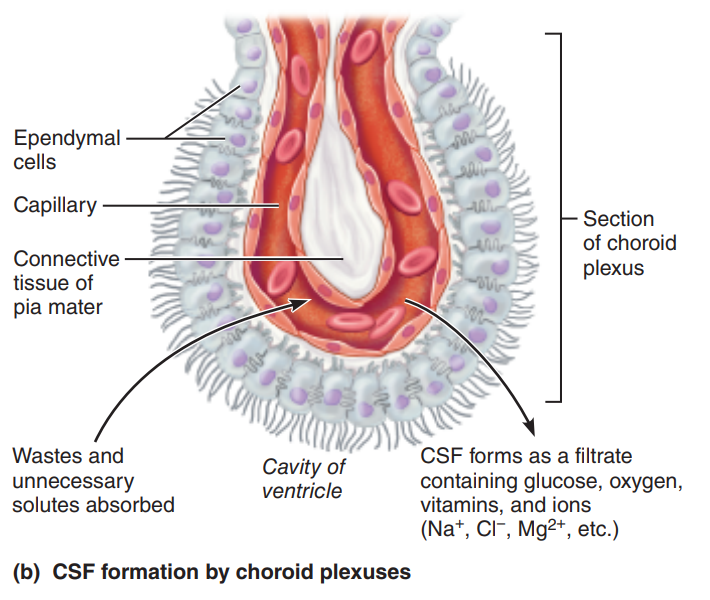 Ependymal
cells
Capillary
Connective
tissue of
pia mater
Section
of choroid
plexus
Wastes and
unnecessary
solutes absorbed
Cavity of
ventricle
CSF forms as a filtrate
containing glucose, oxygen,
vitamins, and ions
(Na⁺, Cl⁻, Mg²⁺, etc.)
(b) CSF formation by choroid plexuses